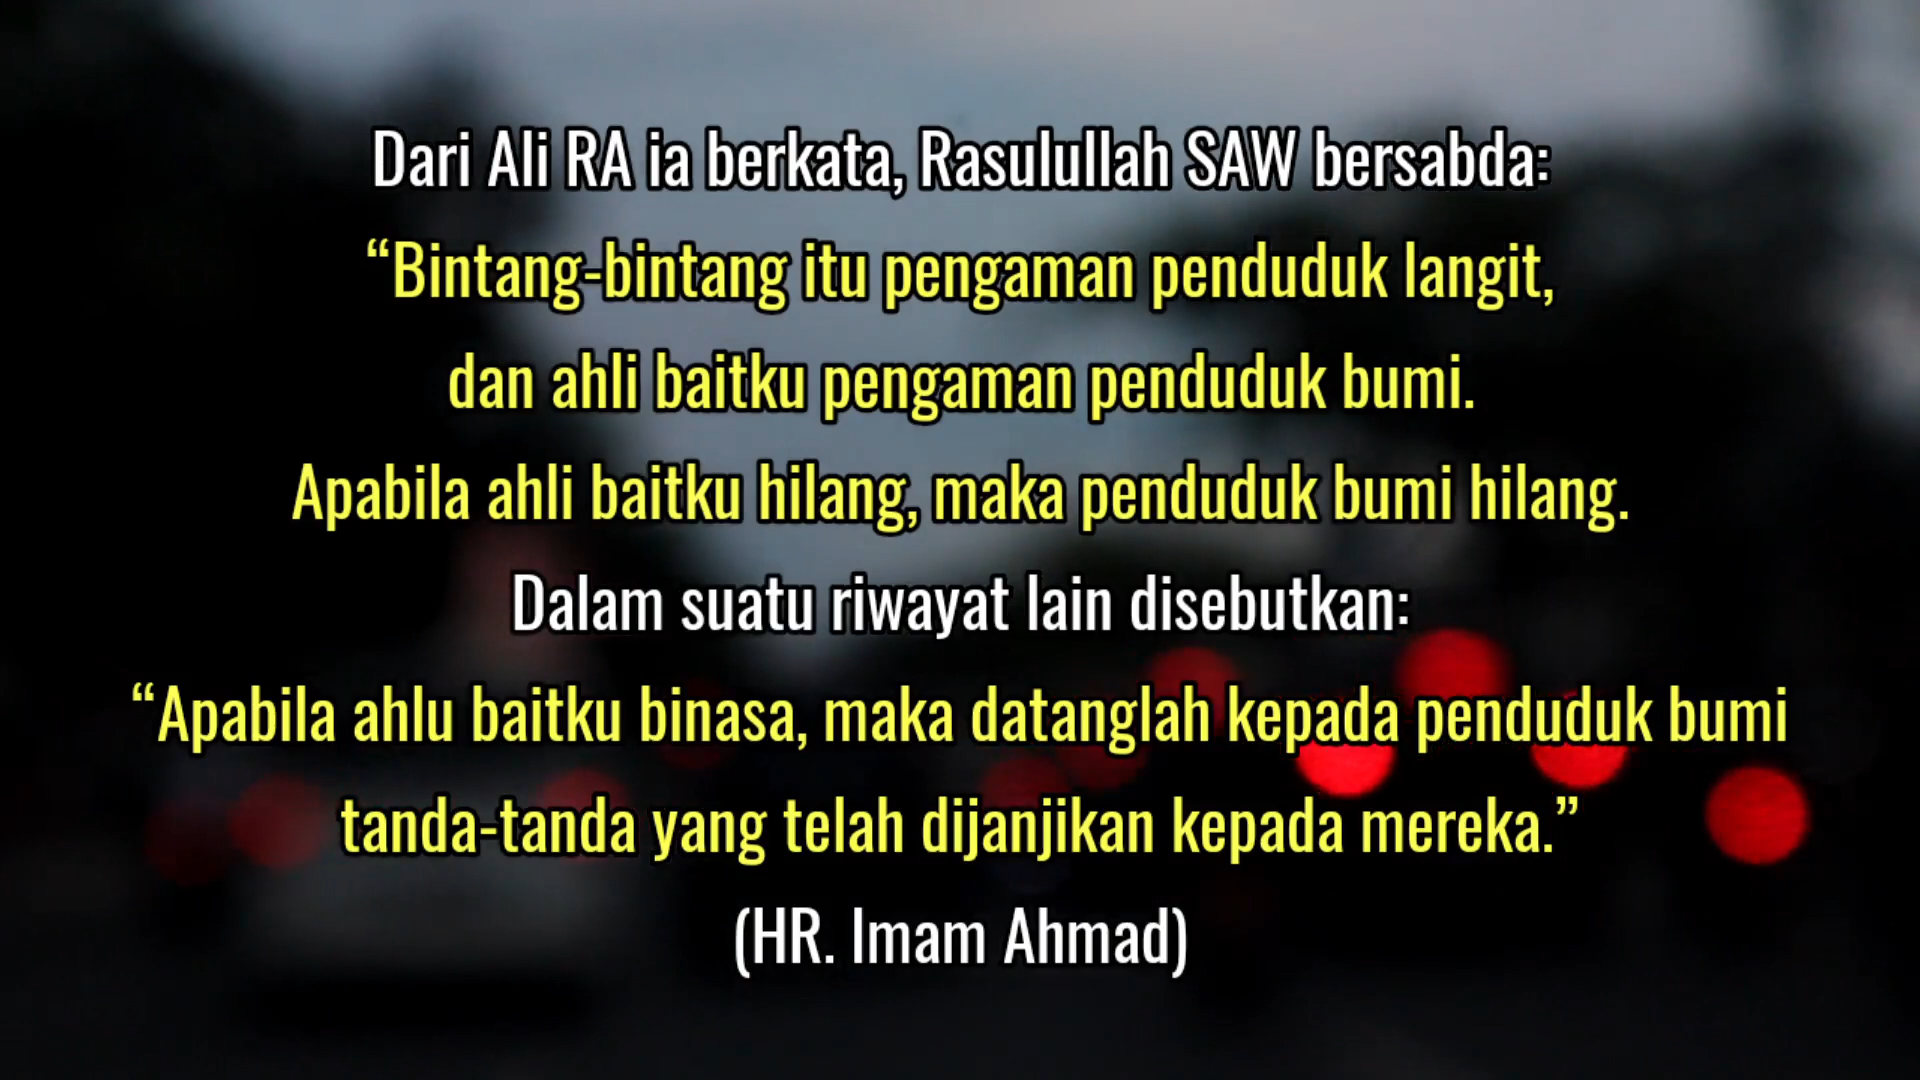 Dari Ali RA ia berkata, Rasulullah SAW bersabda:
“Bintang-bintang itu pengaman penduduk langit,
dan ahli baitku pengaman penduduk bumi.
Apabila ahli baitku hilang, maka penduduk bumi hilang.
Dalam suatu riwayat lain disebutkan:
“Apabila ahlu baitku binasa, maka datanglah kepada penduduk bumi
tanda-tanda yang telah dijanjikan kepada mereka.”
(HR. Imam Ahmad)